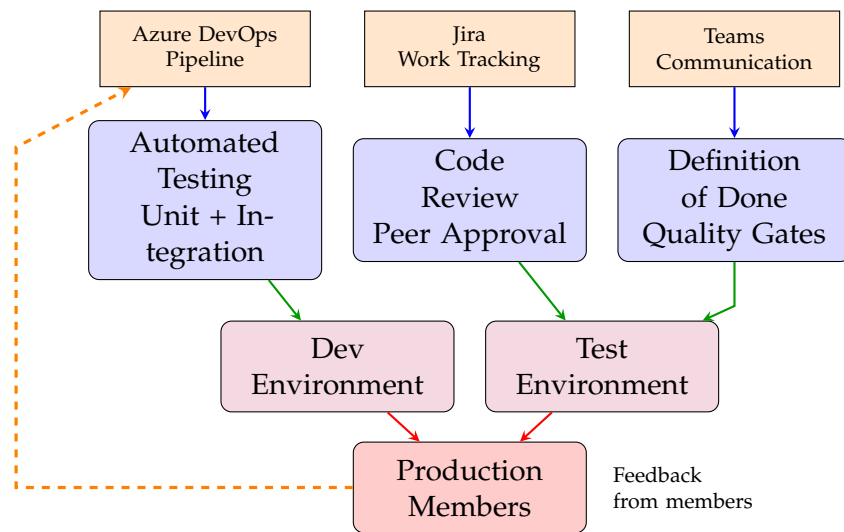 Azure DevOps
Pipeline
Jira
Work Tracking
Teams
Communication
Automated
Testing
Unit + In-
tegration
Code
Review
Peer Approval
Definition
of Done
Quality Gates
Dev
Environment
Test
Environment
Production
Members
Feedback
from members